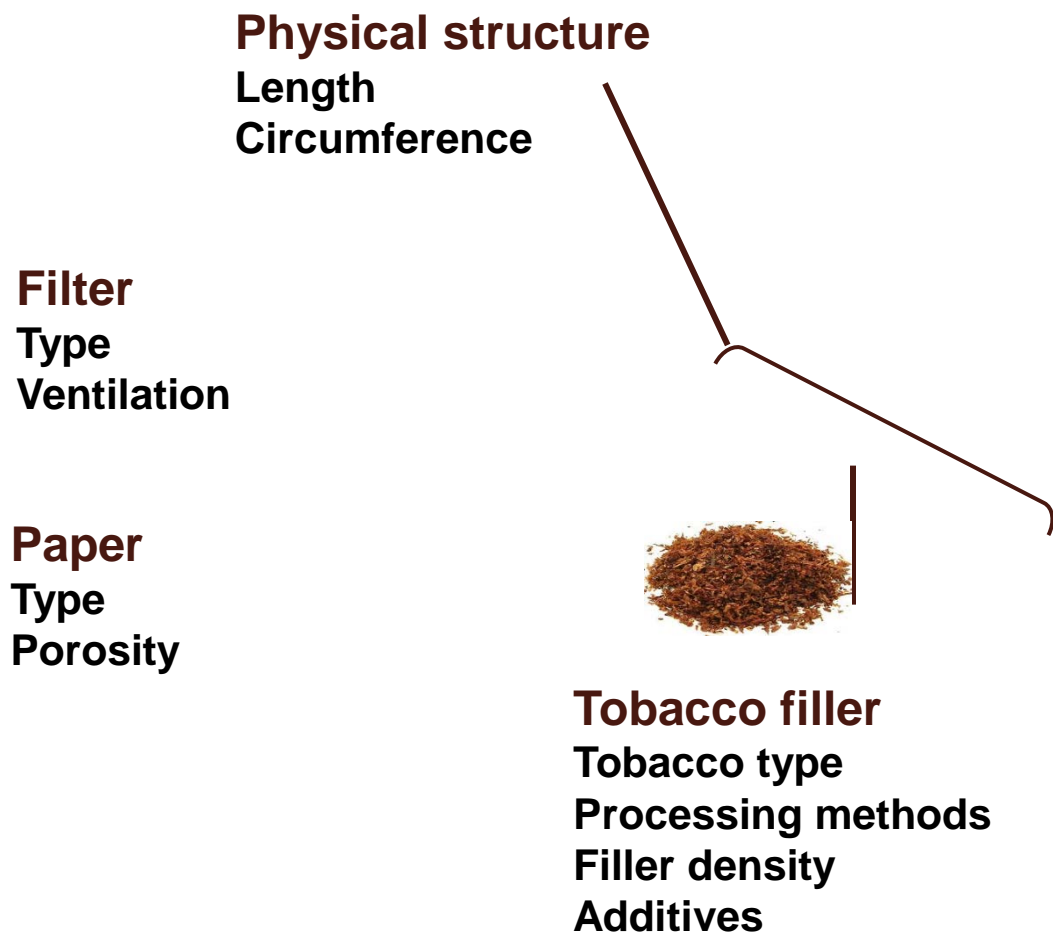 Physical structure
Length
Circumference
Filter
Type
Ventilation
Paper
Type
Porosity
Tobacco filler
Tobacco type
Processing methods
Filler density
Additives